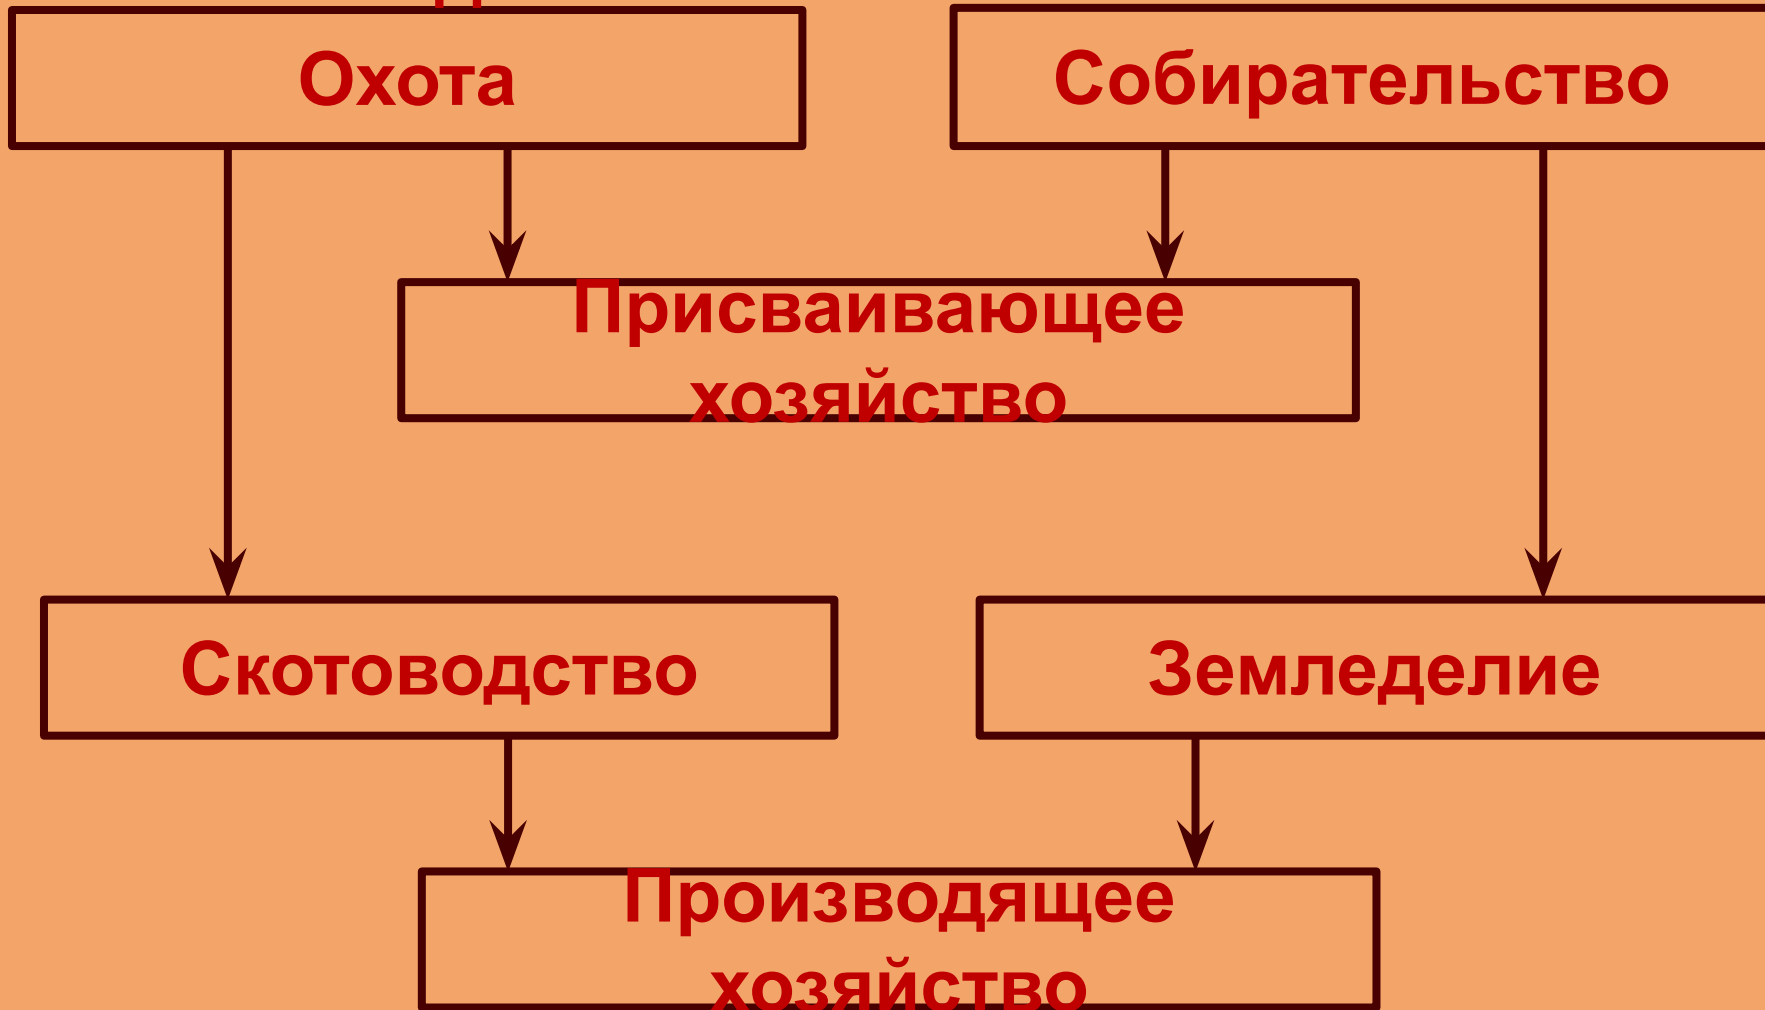 Охота
Собирательство
Присваивающее
хозяйство
Скотоводство
Земледелие
Производящее
хозяйство